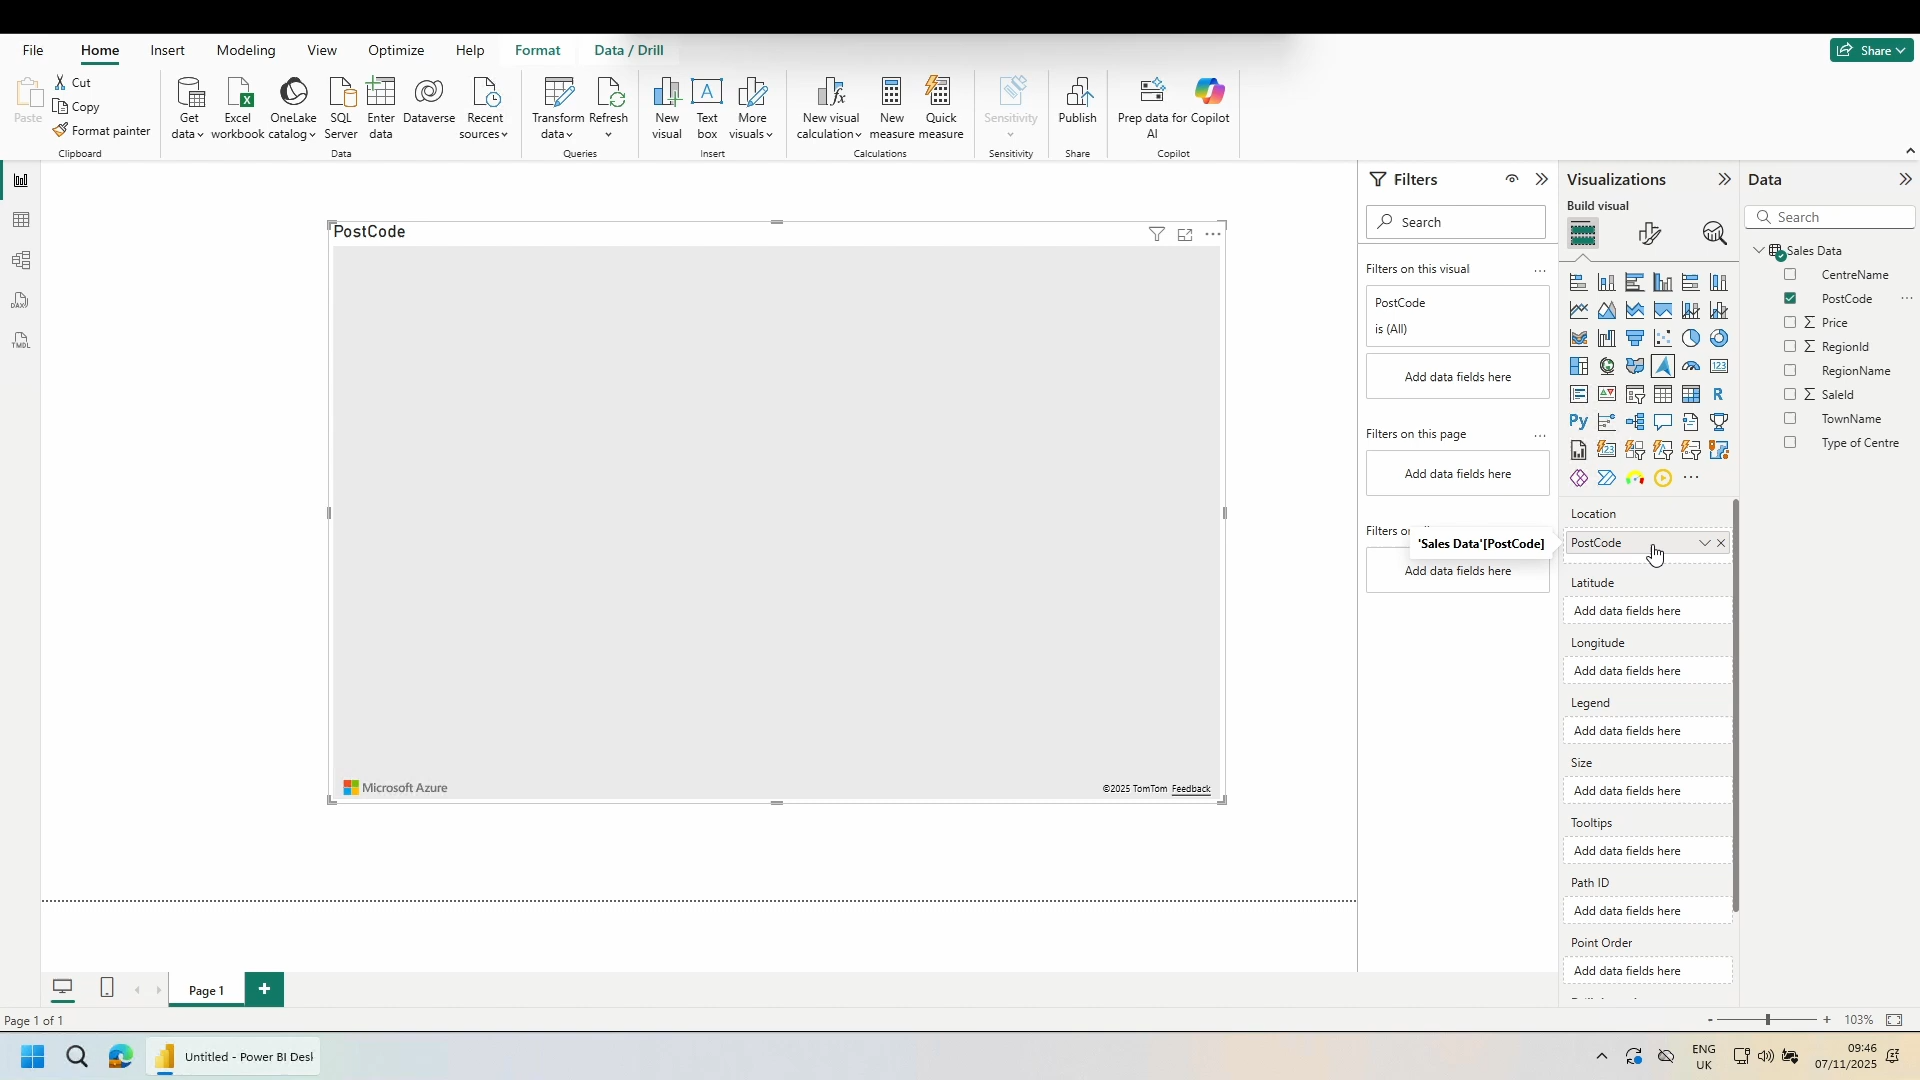 File Home Insert Modeling View Optimize Help Format Data / Drill Share
Paste Cut
Copy
Format painter
Clipboard
Get data
Excel workbook
OneLake catalog
SQL Server
Enter data
Dataverse
Recent sources
Data
Transform data
Refresh
Queries
New visual
Text box
More visuals
Insert
New visual calculation
New measure
Quick measure
Calculations
Sensitivity
Sensitivity
Publish
Share
Prep data for AI
Copilot
Copilot
PostCode
Microsoft Azure
©2025 TomTom Feedback
Filters
Search
Filters on this visual
PostCode
is (All)
Add data fields here
Filters on this page
Add data fields here
Filters o
'Sales Data'[PostCode]
Add data fields here
Visualizations
Build visual
Location
PostCode
Latitude
Add data fields here
Longitude
Add data fields here
Legend
Add data fields here
Size
Add data fields here
Tooltips
Add data fields here
Path ID
Add data fields here
Point Order
Add data fields here
Data
Search
Sales Data
CentreName
PostCode
Price
RegionId
RegionName
SaleId
TownName
Type of Centre
DAX
TMDL
Page 1
Page 1 of 1
103%
Untitled - Power BI Desl
ENG
UK
09:46
07/11/2025